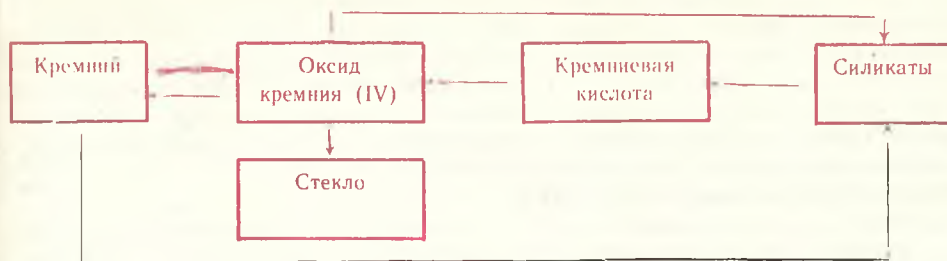 Кремний
Оксид
кремния (IV)
Кремниевая
кислота
Силикаты
Стекло